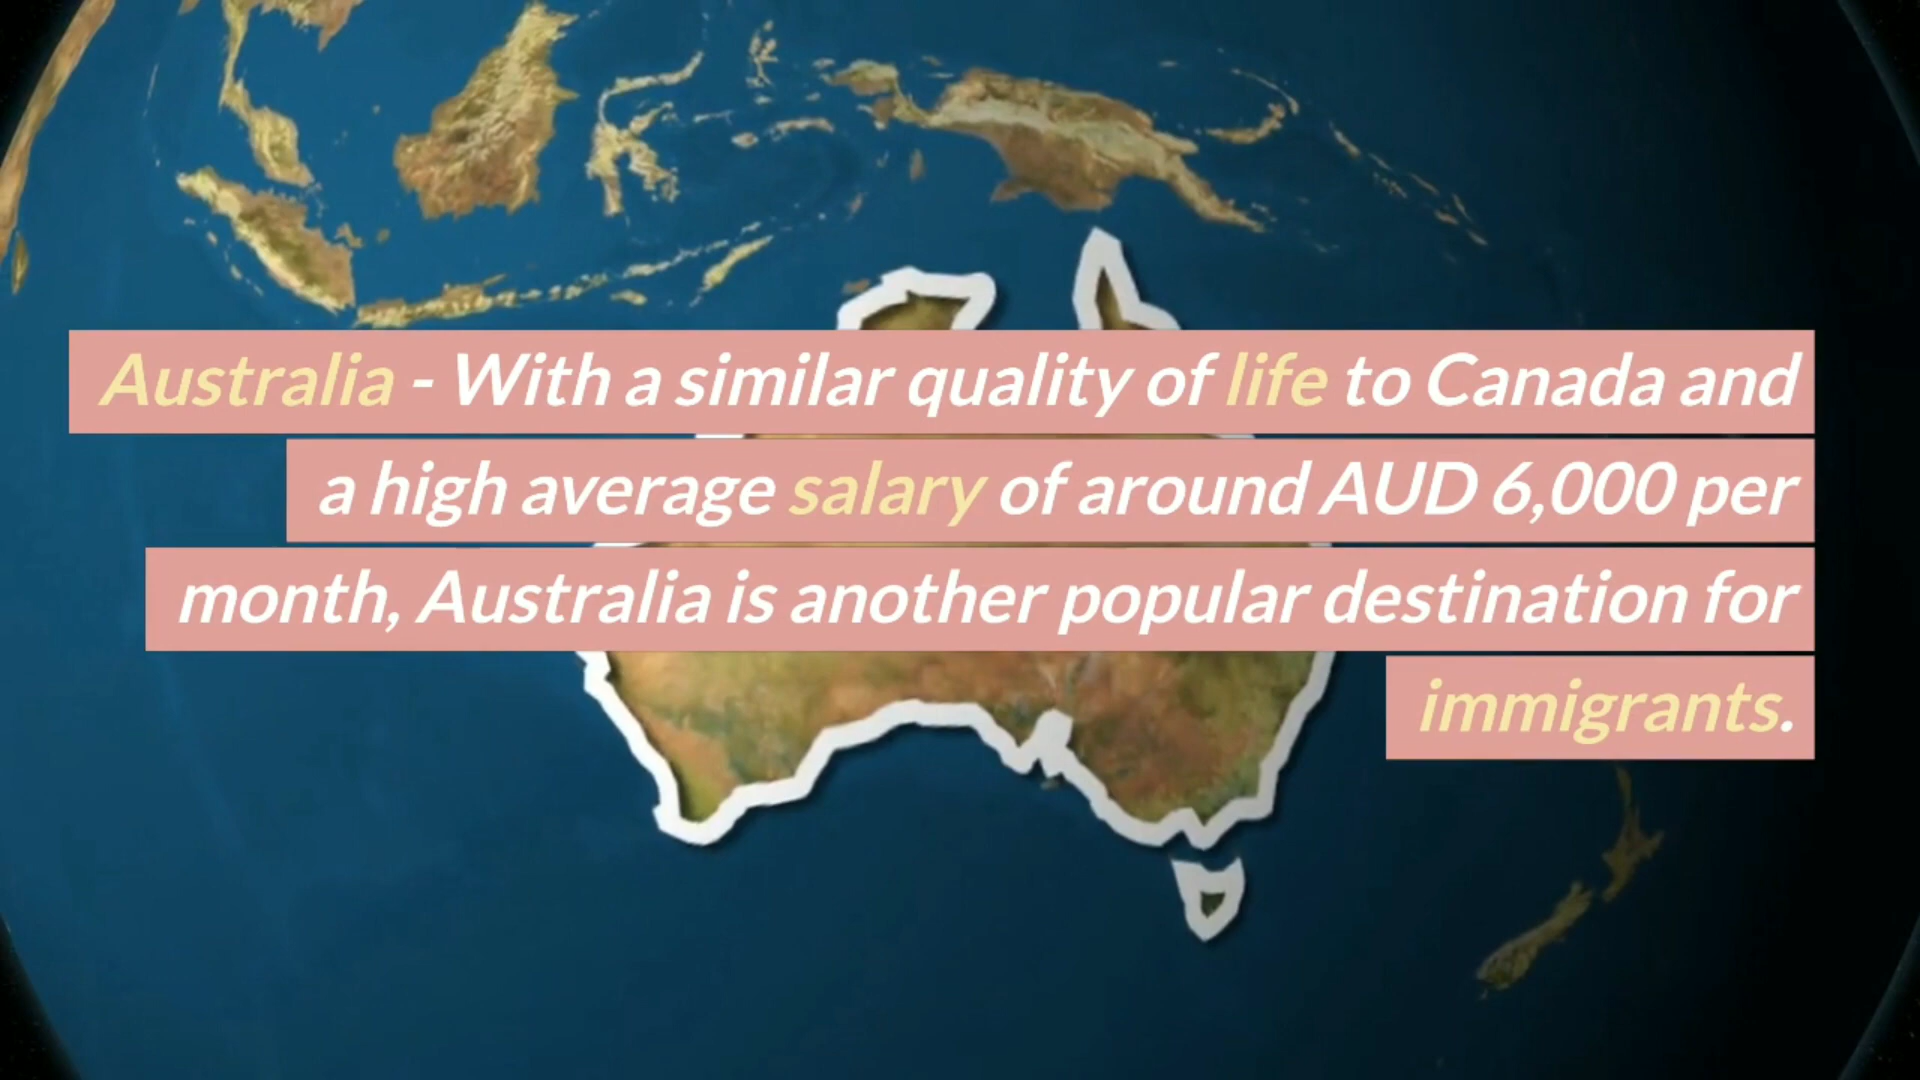 Australia - With a similar quality of life to Canada and
a high average salary of around AUD 6,000 per
month, Australia is another popular destination for
immigrants.